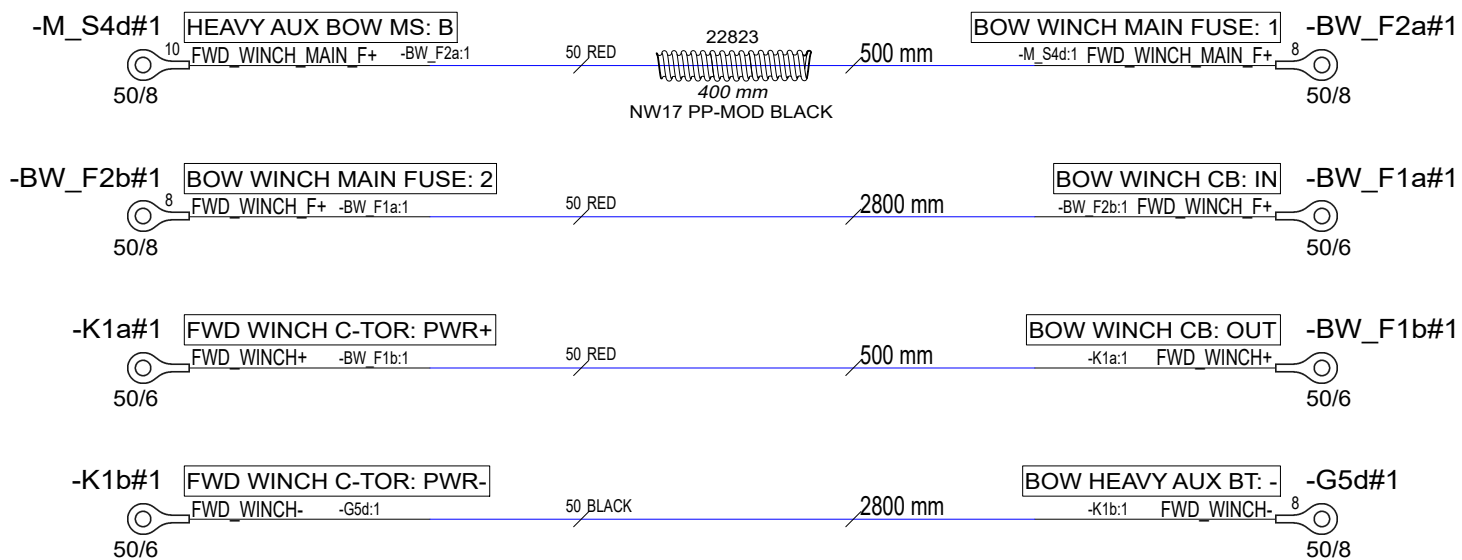 -M_S4d#1 HEAVY AUX BOW MS: B 22823 BOW WINCH MAIN FUSE: 1 -BW_F2a#1
10 FWD_WINCH_MAIN_F+ -BW_F2a:1 50 RED 500 mm -M_S4d:1 FWD_WINCH_MAIN_F+ 8
50/8 400 mm 50/8
NW17 PP-MOD BLACK
-BW_F2b#1 BOW WINCH MAIN FUSE: 2 BOW WINCH CB: IN -BW_F1a#1
8 FWD_WINCH_F+ -BW_F1a:1 50 RED 2800 mm -BW_F2b:1 FWD_WINCH_F+
50/8 50/6
-K1a#1 FWD WINCH C-TOR: PWR+ BOW WINCH CB: OUT -BW_F1b#1
FWD_WINCH+ -BW_F1b:1 50 RED 500 mm -K1a:1 FWD_WINCH+
50/6 50/6
-K1b#1 FWD WINCH C-TOR: PWR- BOW HEAVY AUX BT: - -G5d#1
FWD_WINCH- -G5d:1 50 BLACK 2800 mm -K1b:1 FWD_WINCH- 8
50/6 50/8